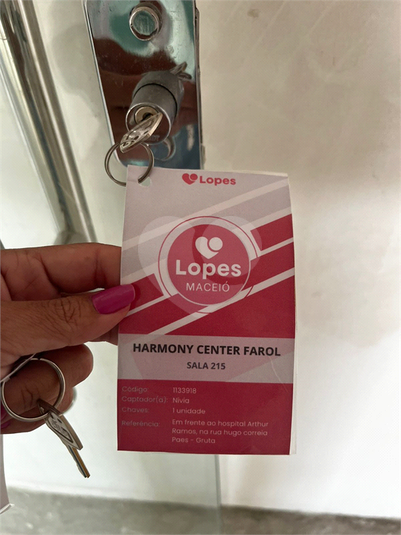 Lopes
Lopes
MACEIÓ
HARMONY CENTER FAROL
SALA 215
Código: 1133918
Captador(a): Nivia
Chaves: 1 unidade
Referência: Em frente ao hospital Arthur
Ramos, na rua hugo correia
Paes - Gruta